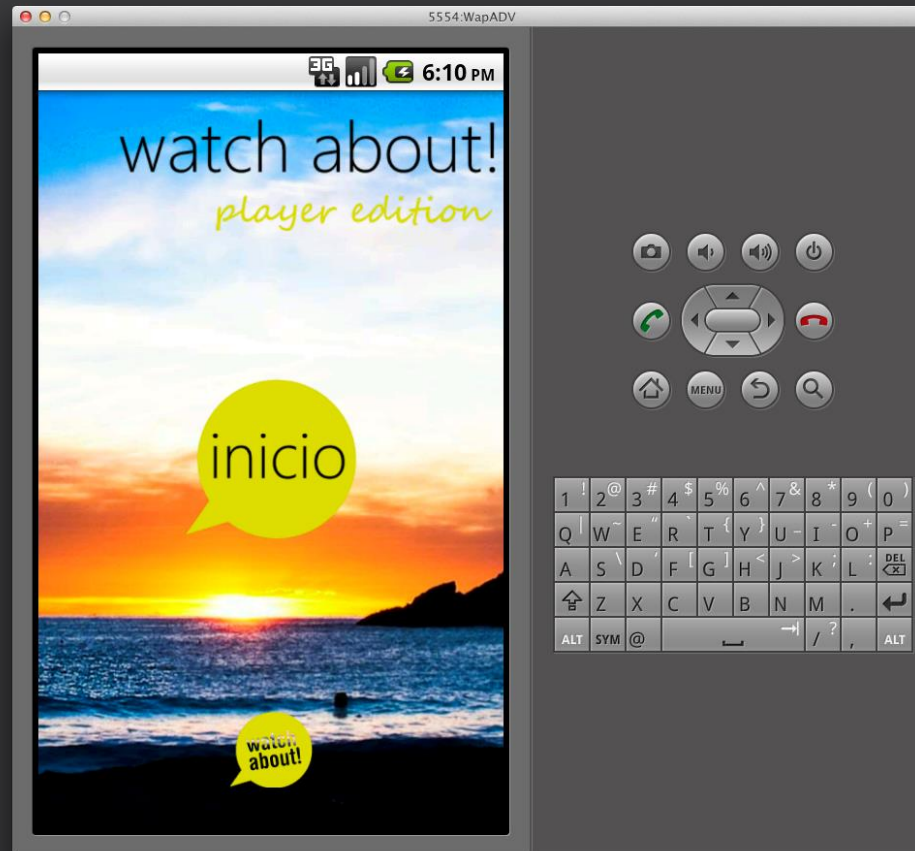 5554:WapADV
3G 6:10 PM
watch about!
player edition
inicio
watch
about!
MENU
1 ! 2 @ 3 # 4 $ 5 % 6 ^ 7 & 8 * 9 ( 0 )
Q | W ~ E " R ` T { Y } U _ I - O + P =
A S \ D ' F [ G ] H < J > K ; L : DEL
Z X C V B N M .
ALT SYM @ / ? , ALT